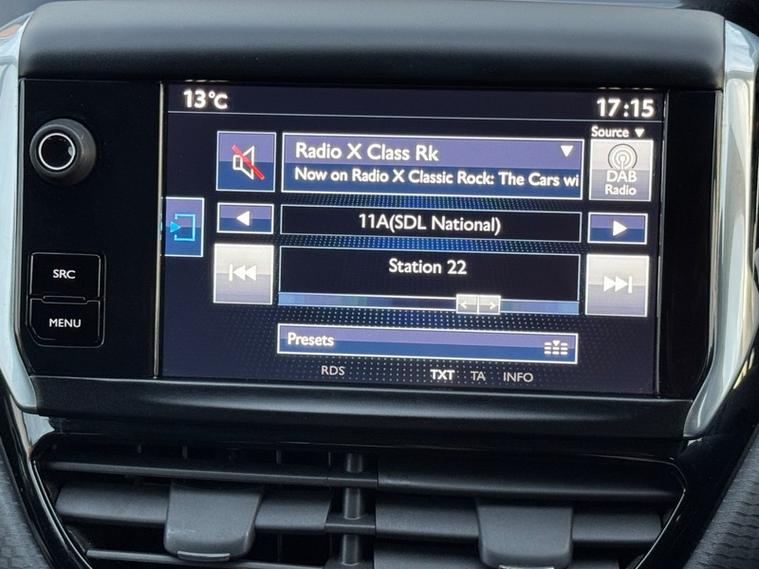 13°C
17:15
Source ▼
Radio X Class Rk
Now on Radio X Classic Rock: The Cars wi
DAB
Radio
11A(SDL National)
SRC
Station 22
MENU
Presets
RDS TXT TA INFO